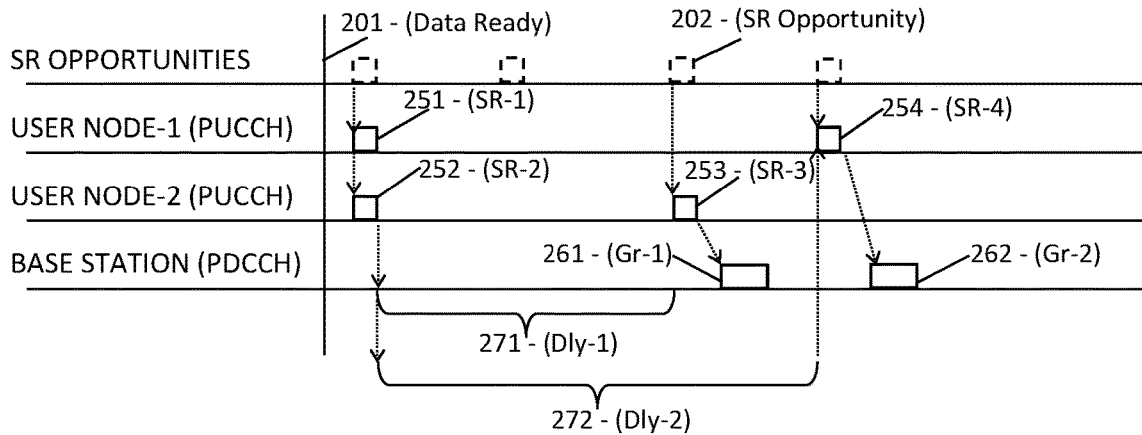 201 - (Data Ready)
202 - (SR Opportunity)
SR OPPORTUNITIES
251 - (SR-1)
254 - (SR-4)
USER NODE-1 (PUCCH)
252 - (SR-2)
253 - (SR-3)
USER NODE-2 (PUCCH)
261 - (Gr-1)
262 - (Gr-2)
BASE STATION (PDCCH)
271 - (Dly-1)
272 - (Dly-2)